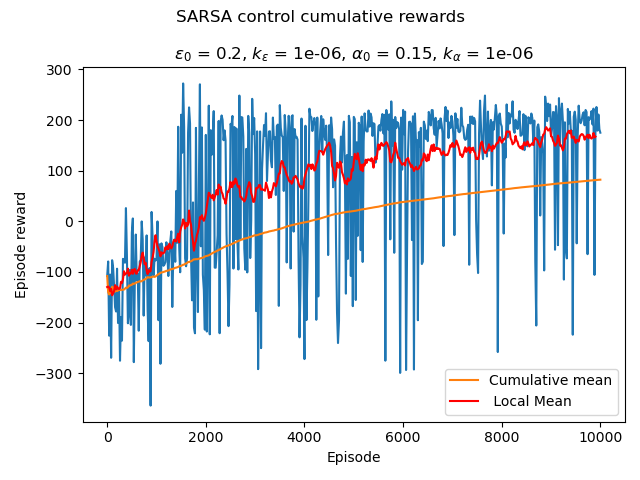 SARSA control cumulative rewards
ε₀ = 0.2, kε = 1e-06, α₀ = 0.15, kα = 1e-06
Episode reward
300
200
100
0
−100
−200
−300
0 2000 4000 6000 8000 10000
Episode
Cumulative mean
Local Mean